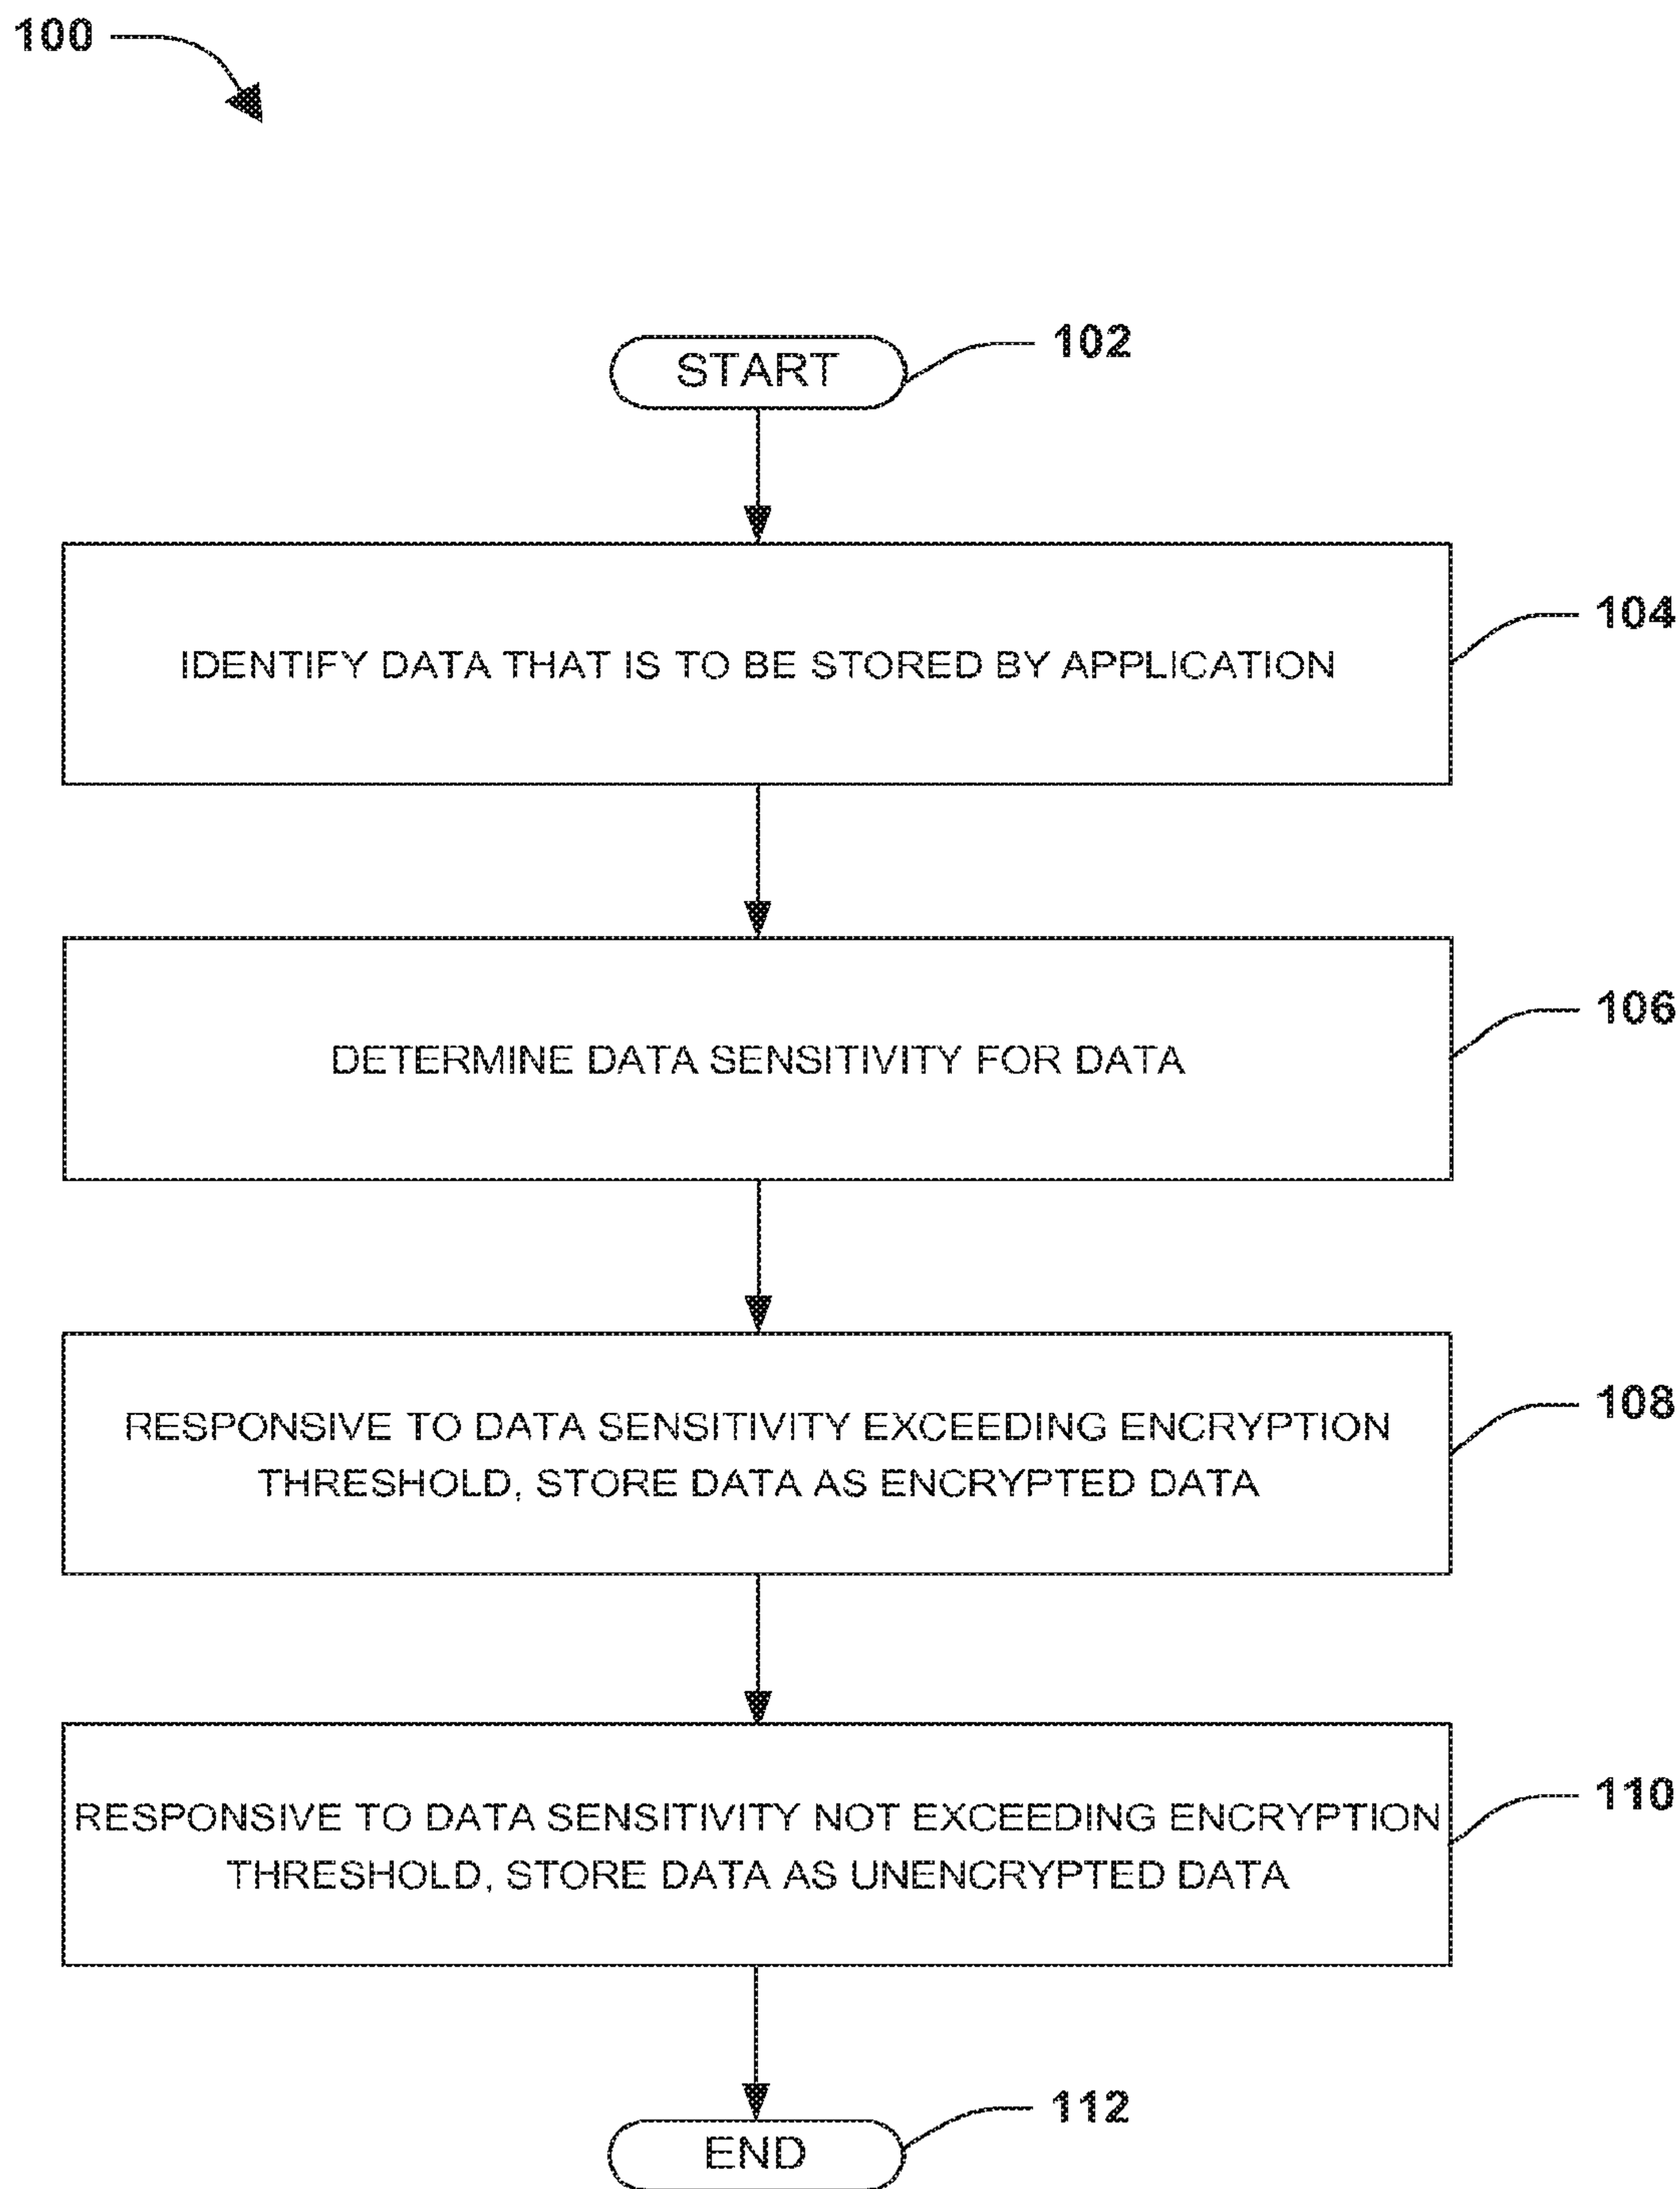 100
START
102
IDENTIFY DATA THAT IS TO BE STORED BY APPLICATION
104
DETERMINE DATA SENSITIVITY FOR DATA
106
RESPONSIVE TO DATA SENSITIVITY EXCEEDING ENCRYPTION
THRESHOLD, STORE DATA AS ENCRYPTED DATA
108
RESPONSIVE TO DATA SENSITIVITY NOT EXCEEDING ENCRYPTION
THRESHOLD, STORE DATA AS UNENCRYPTED DATA
110
END
112